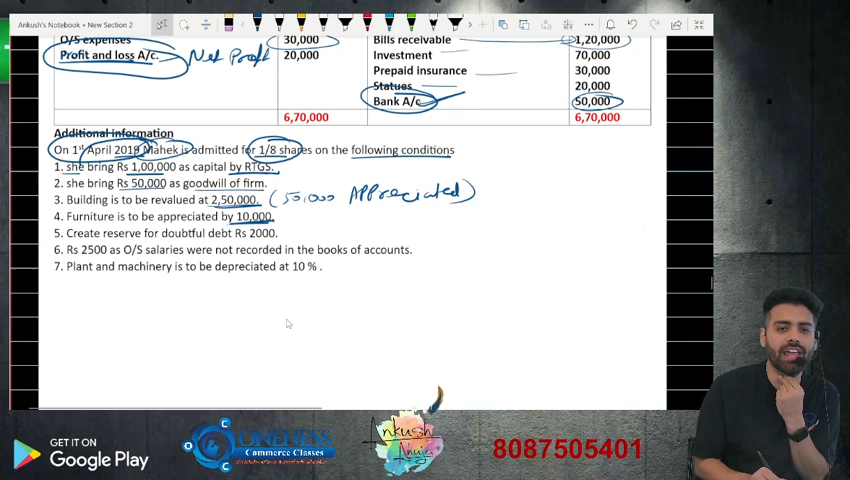 Ankush's Notebook » New Section 2
O/S expenses 30,000 Bills receivable 1,20,000
Profit and loss A/c. Net Profit 20,000 Investment 70,000
Prepaid insurance 30,000
Statues 20,000
Bank A/c 50,000
6,70,000 6,70,000
Additional information
On 1st April 2019 Mahek is admitted for 1/8 shares on the following conditions
1. she bring Rs 1,00,000 as capital by RTGS.
2. she bring Rs 50,000 as goodwill of firm.
3. Building is to be revalued at 2,50,000. (50,000 Appreciated)
4. Furniture is to be appreciated by 10,000.
5. Create reserve for doubtful debt Rs 2000.
6. Rs 2500 as O/S salaries were not recorded in the books of accounts.
7. Plant and machinery is to be depreciated at 10 % .
GET IT ON
Google Play
ONENESS
Commerce Classes
Ankush
Ahuja
8087505401